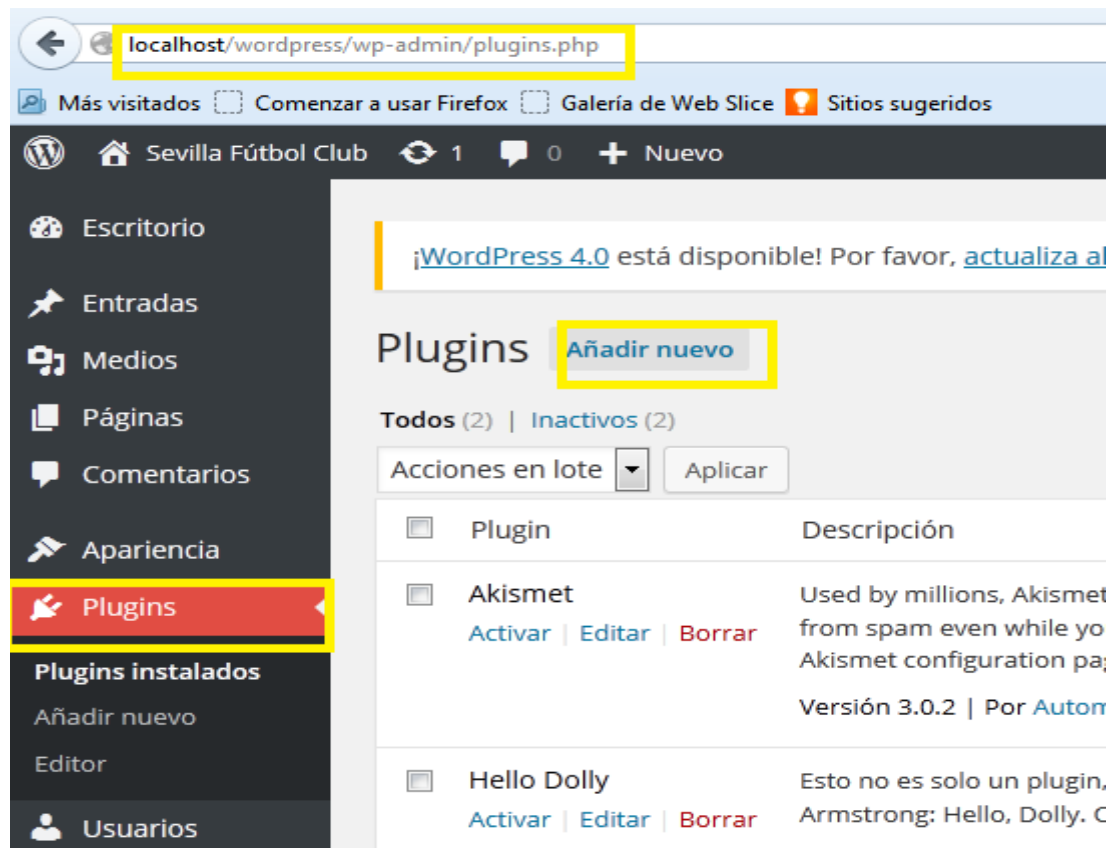 localhost/wordpress/wp-admin/plugins.php
Más visitados Comenzar a usar Firefox Galería de Web Slice Sitios sugeridos
Sevilla Fútbol Club 1 0 + Nuevo
Escritorio
Entradas
Medios
Páginas
Comentarios
Apariencia
Plugins
Plugins instalados
Añadir nuevo
Editor
Usuarios
¡WordPress 4.0 está disponible! Por favor, actualiza
Plugins Añadir nuevo
Todos (2) | Inactivos (2)
Acciones en lote Aplicar
Plugin Descripción
Akismet
Activar | Editar | Borrar
Used by millions, Akismet
from spam even while
Akismet configuration
Versión 3.0.2 | Por
Hello Dolly
Activar | Editar | Borrar
Esto no es solo un plugin,
Armstrong: Hello, Dolly.